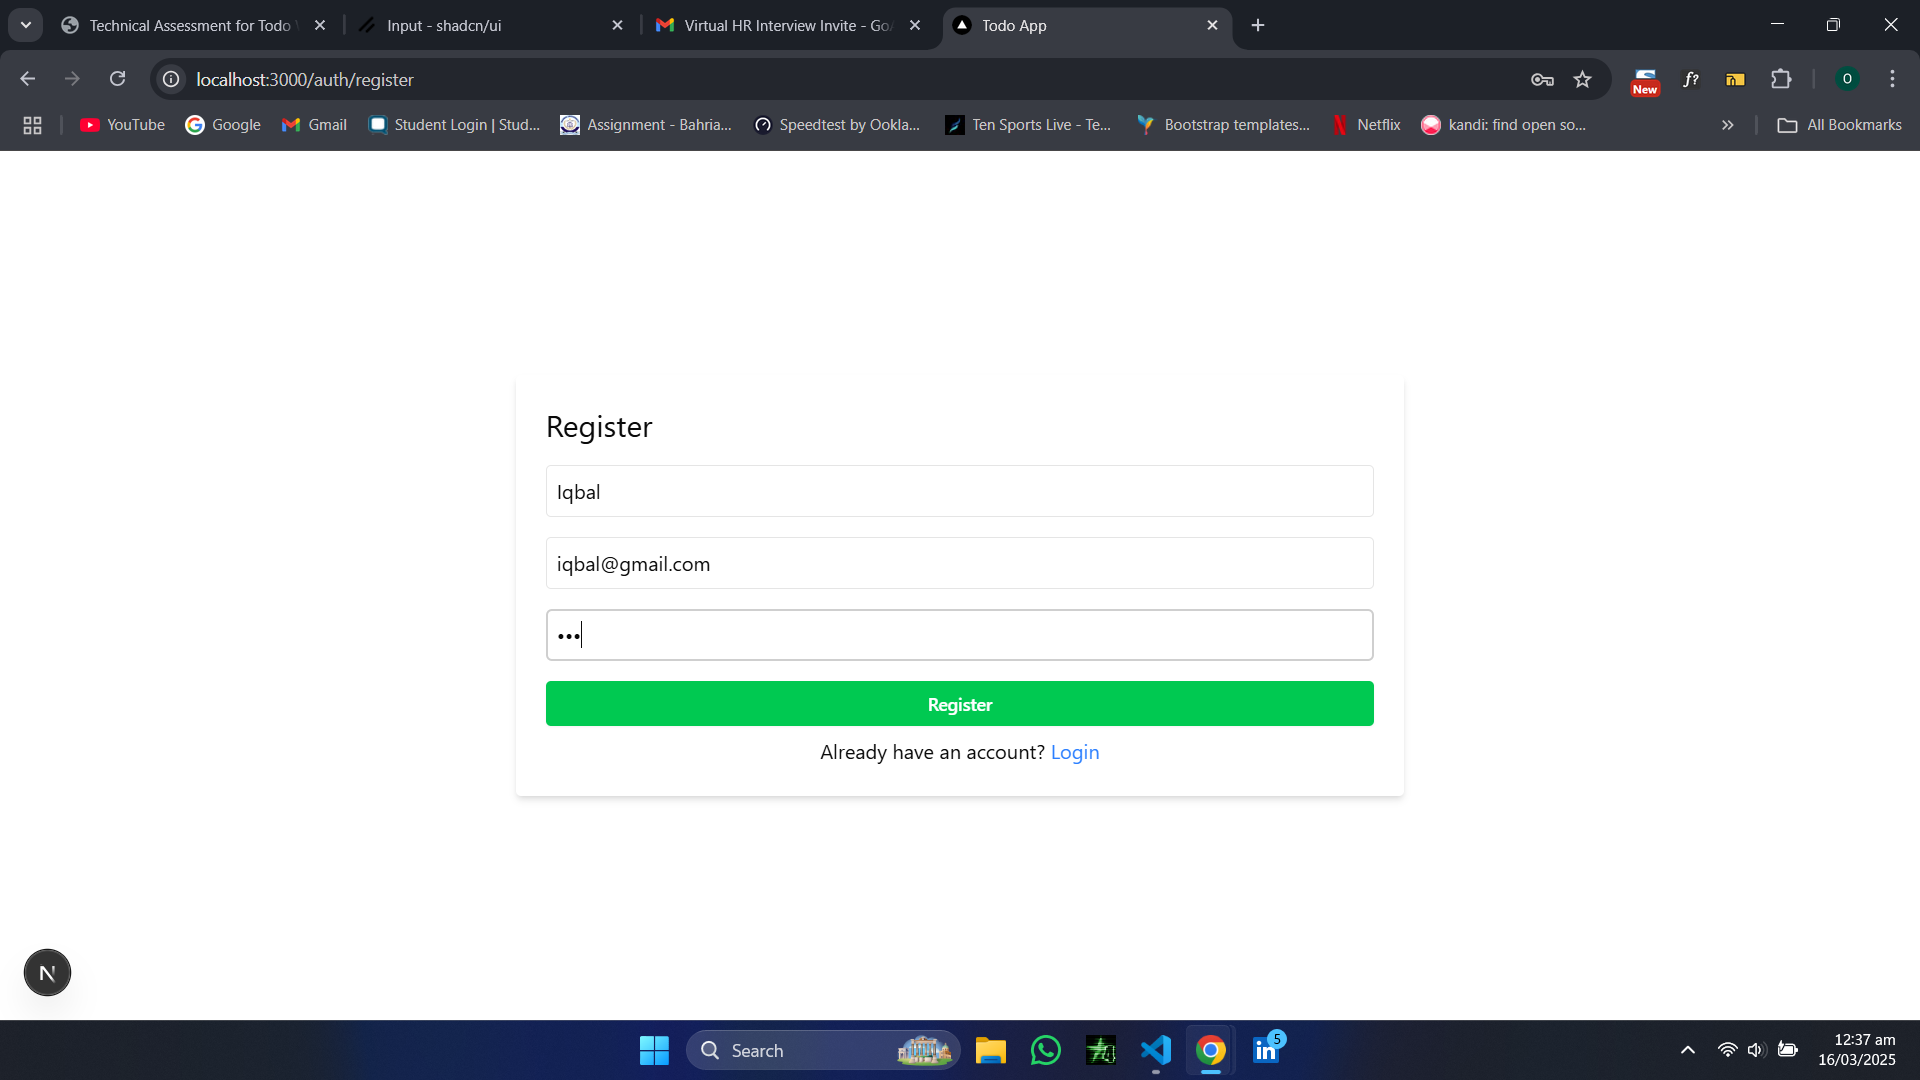 Technical Assessment for Todo
Input - shadcn/ui
Virtual HR Interview Invite - Go
Todo App
localhost:3000/auth/register
New
f?
O
YouTube
Google
Gmail
Student Login | Stud...
Assignment - Bahria...
Speedtest by Ookla...
Ten Sports Live - Te...
Bootstrap templates...
Netflix
kandi: find open so...
All Bookmarks
Register
Iqbal
iqbal@gmail.com
•••
Register
Already have an account? Login
N
Search
5
12:37 am
16/03/2025